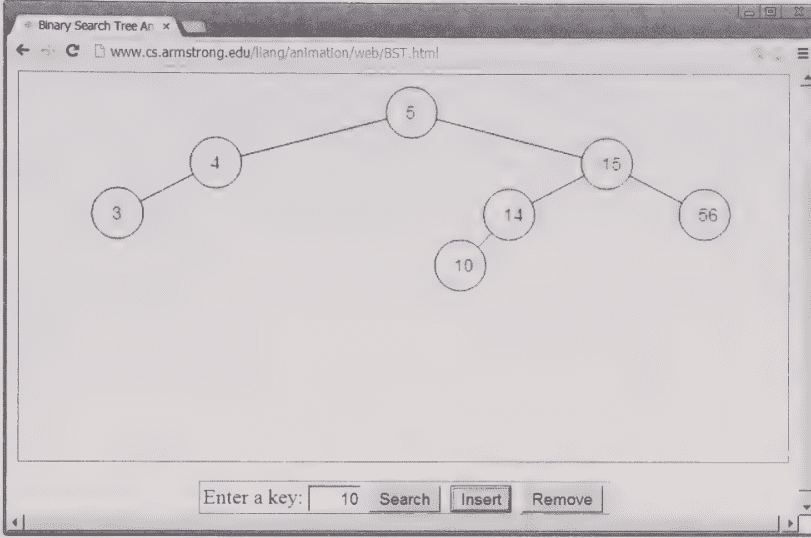 Binary Search Tree An ×
www.cs.armstrong.edu/liang/animation/web/BST.html
5
4
15
3
14
56
10
Enter a key: 10 Search Insert Remove